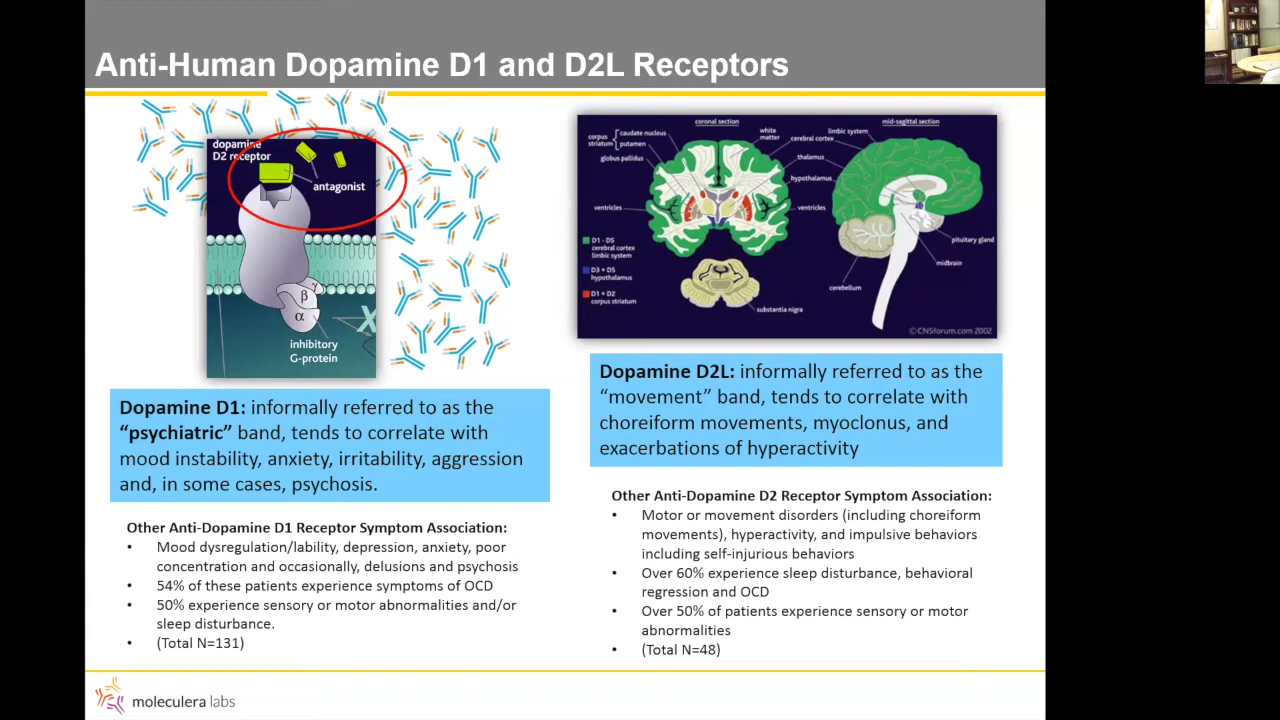 Anti-Human Dopamine D1 and D2L Receptors
dopamine
D2 receptor
antagonist
γ
β
α
X
inhibitory
G-protein
coronal section
mid-sagittal section
corpus
striatum
caudate nucleus
putamen
globus pallidus
white
matter
limbic system
cerebral cortex
thalamus
hypothalamus
ventricles
ventricles
D1 - D5
cerebral cortex
limbic system
D3 + D5
hypothalamus
D1 + D2
corpus striatum
substantia nigra
cerebellum
midbrain
pituitary gland
©CNSforum.com 2002
Dopamine D1: informally referred to as the
“psychiatric” band, tends to correlate with
mood instability, anxiety, irritability, aggression
and, in some cases, psychosis.
Other Anti-Dopamine D1 Receptor Symptom Association:
• Mood dysregulation/lability, depression, anxiety, poor
concentration and occasionally, delusions and psychosis
• 54% of these patients experience symptoms of OCD
• 50% experience sensory or motor abnormalities and/or
sleep disturbance.
• (Total N=131)
Dopamine D2L: informally referred to as the
“movement” band, tends to correlate with
choreiform movements, myoclonus, and
exacerbations of hyperactivity
Other Anti-Dopamine D2 Receptor Symptom Association:
• Motor or movement disorders (including choreiform
movements), hyperactivity, and impulsive behaviors
including self-injurious behaviors
• Over 60% experience sleep disturbance, behavioral
regression and OCD
• Over 50% of patients experience sensory or motor
abnormalities
• (Total N=48)
moleculera labs